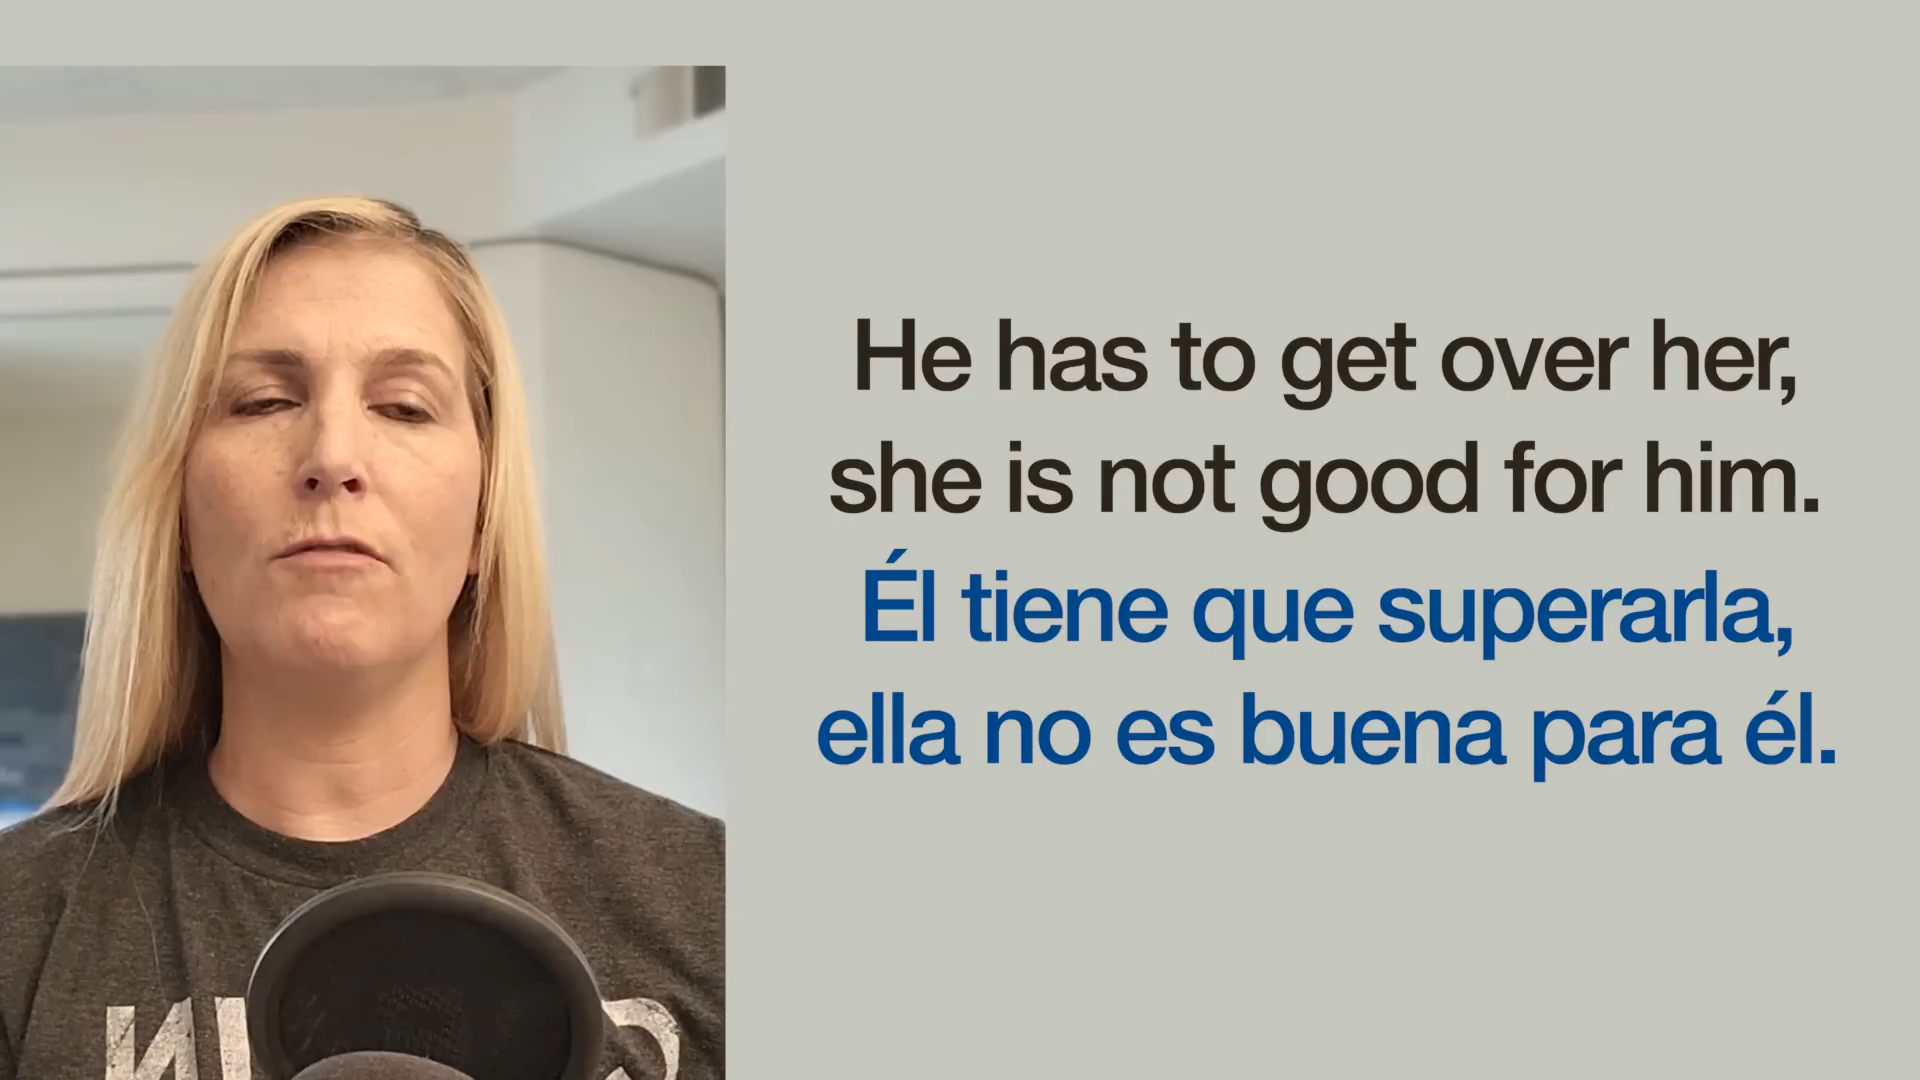 He has to get over her,
she is not good for him.
Él tiene que superarla,
ella no es buena para él.